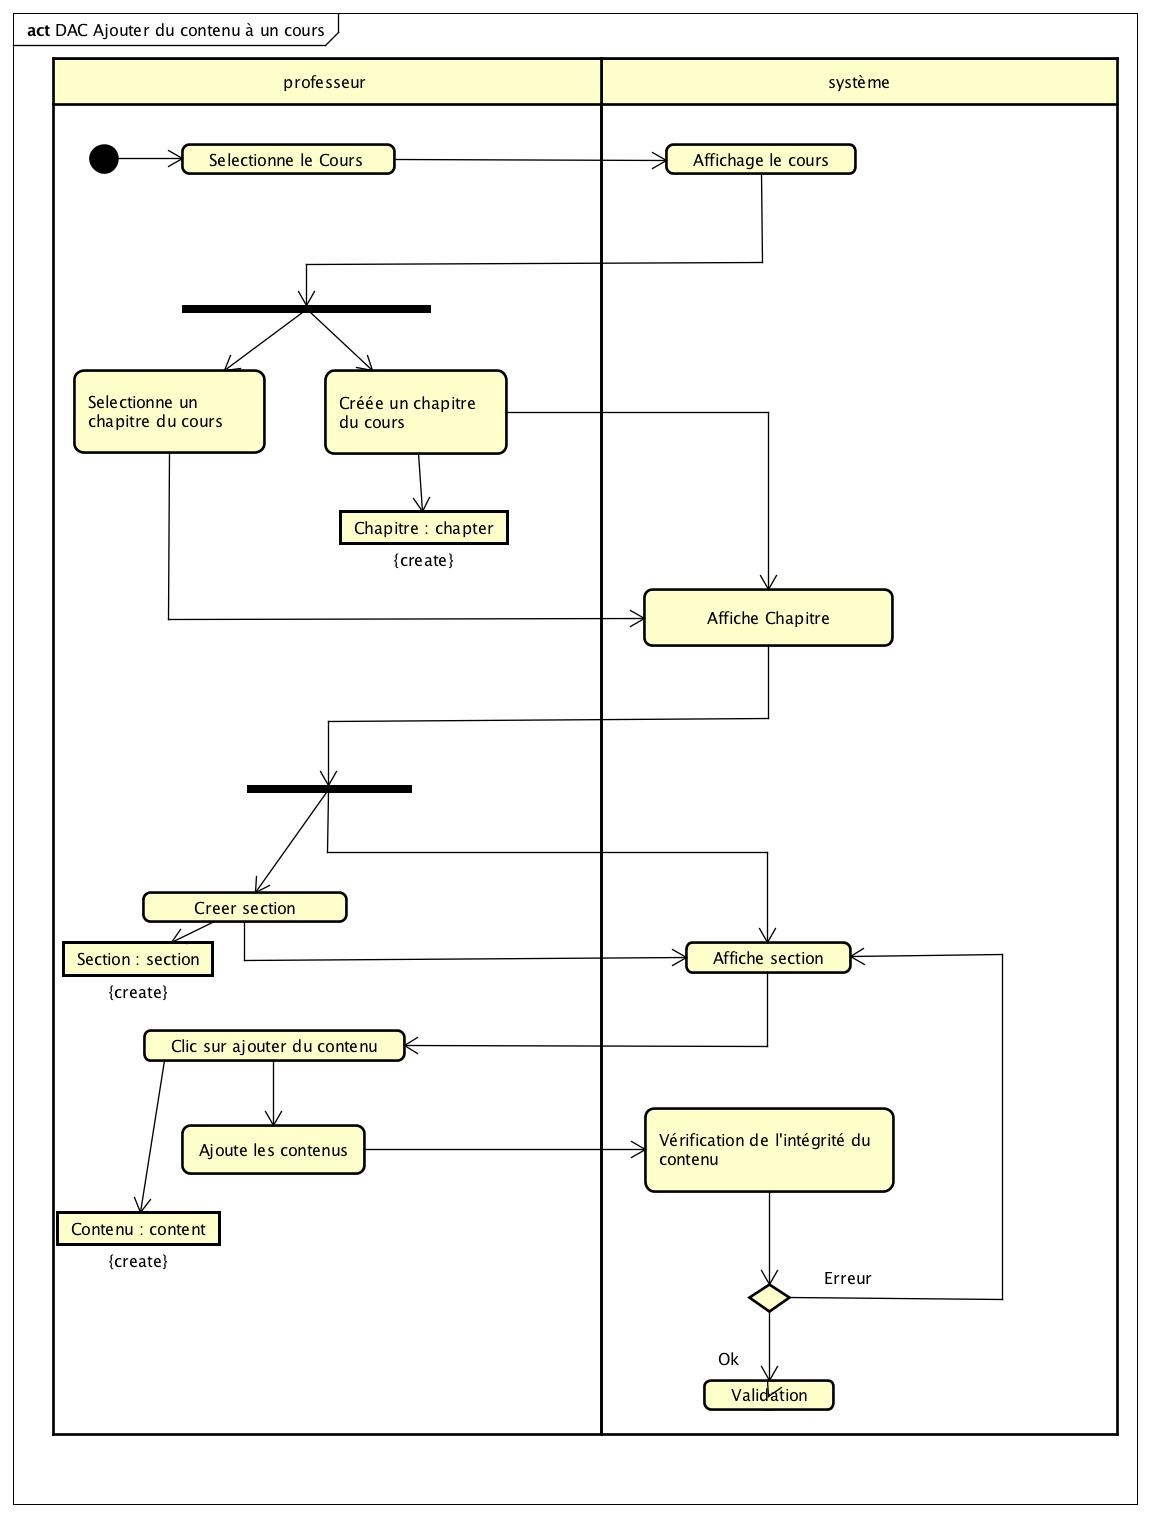 act DAC Ajouter du contenu à un cours
professeur
système
Selectionne le Cours
Affichage le cours
Selectionne un
chapitre du cours
Créée un chapitre
du cours
Chapitre : chapter
{create}
Affiche Chapitre
Creer section
Section : section
{create}
Affiche section
Clic sur ajouter du contenu
Ajoute les contenus
Vérification de l'intégrité du
contenu
Contenu : content
{create}
Erreur
Ok
Validation